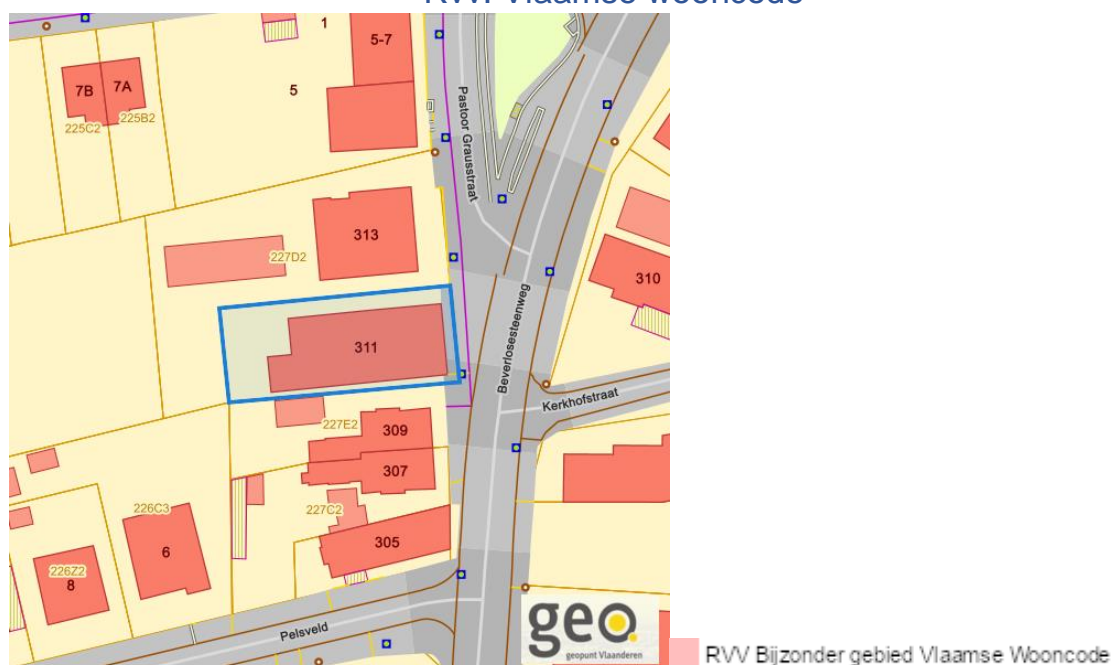 RVV: Vlaamse wooncode
1
5-7
7B
7A
5
225C2
225B2
Pastoor Grausstraat
313
227D2
310
311
Beverlosesteenweg
Kerkhofstraat
227E2
309
307
226C3
227C2
305
6
226Z2
8
Pelsveld
geo
geopunt Vlaanderen
RVV Bijzonder gebied Vlaamse Wooncode